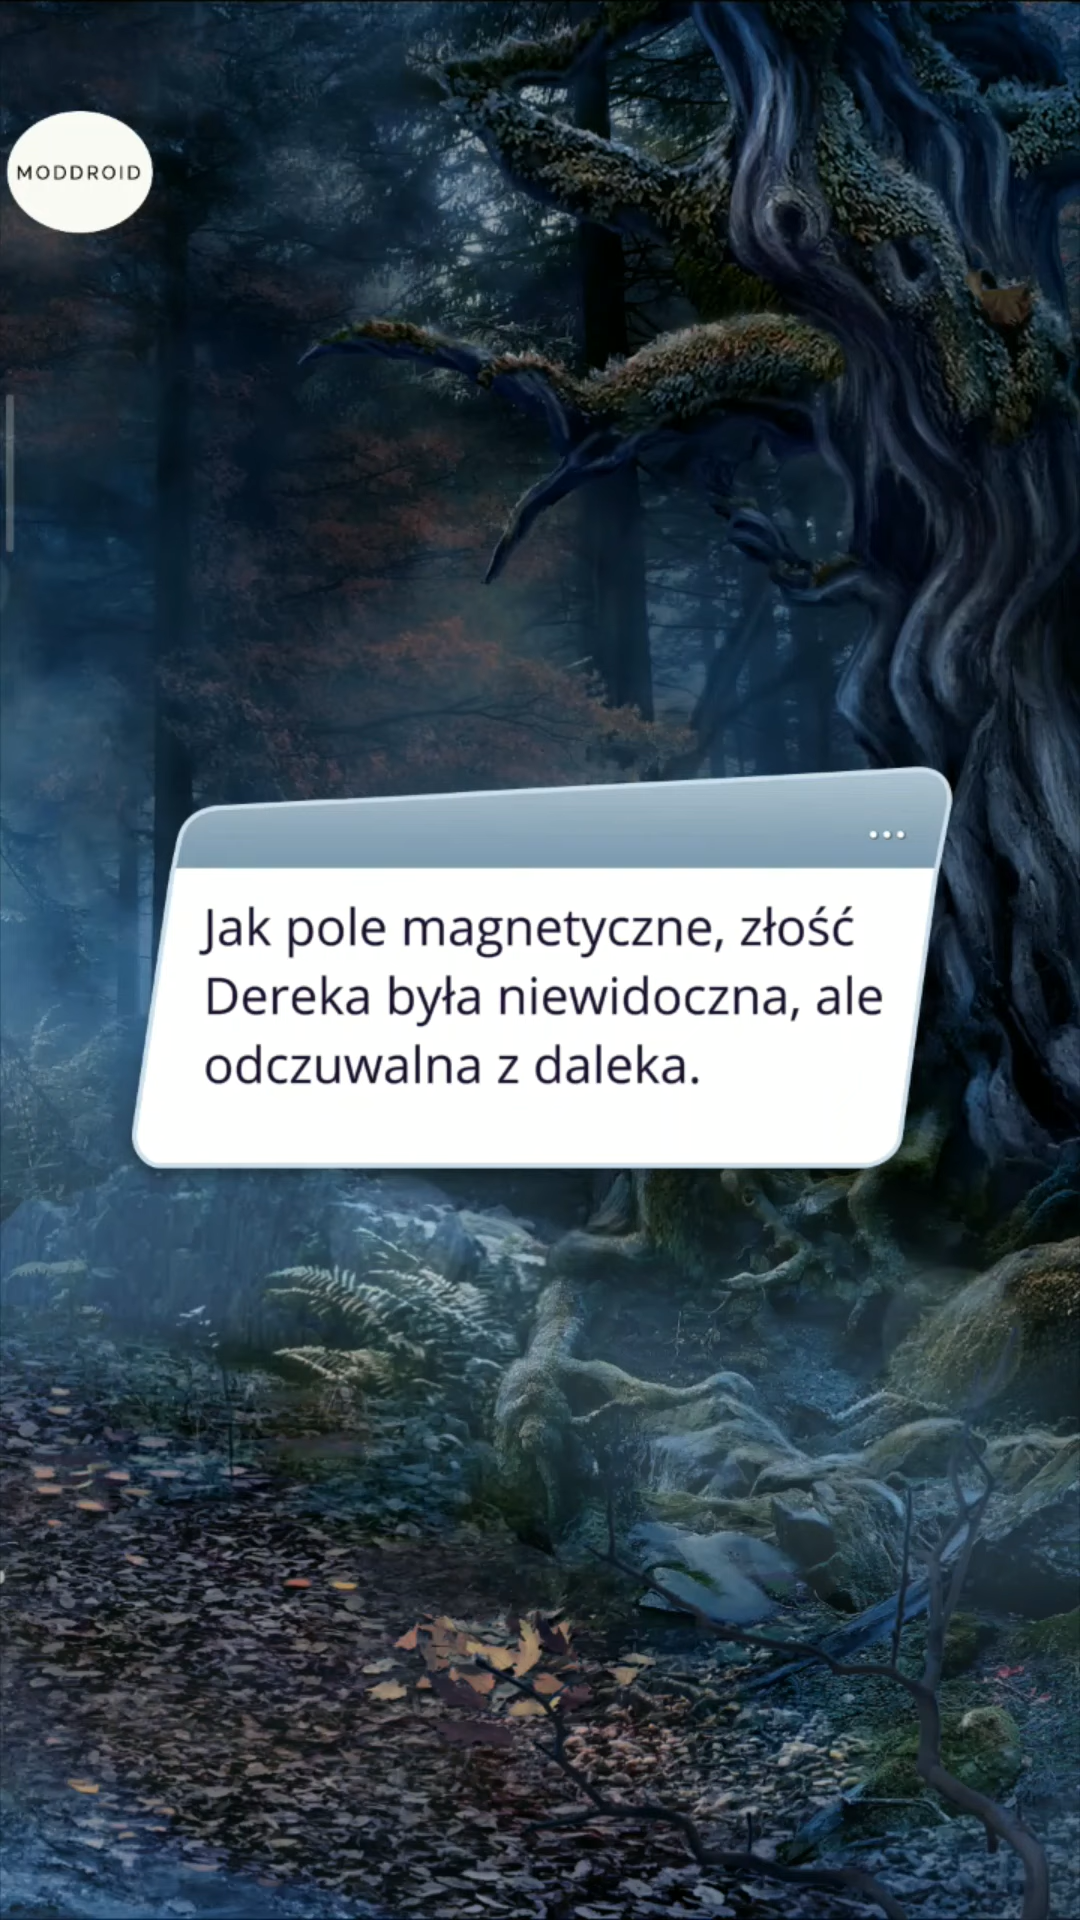 MODDROID
Jak pole magnetyczne, złość
Dereka była niewidoczna, ale
odczuwalna z daleka.